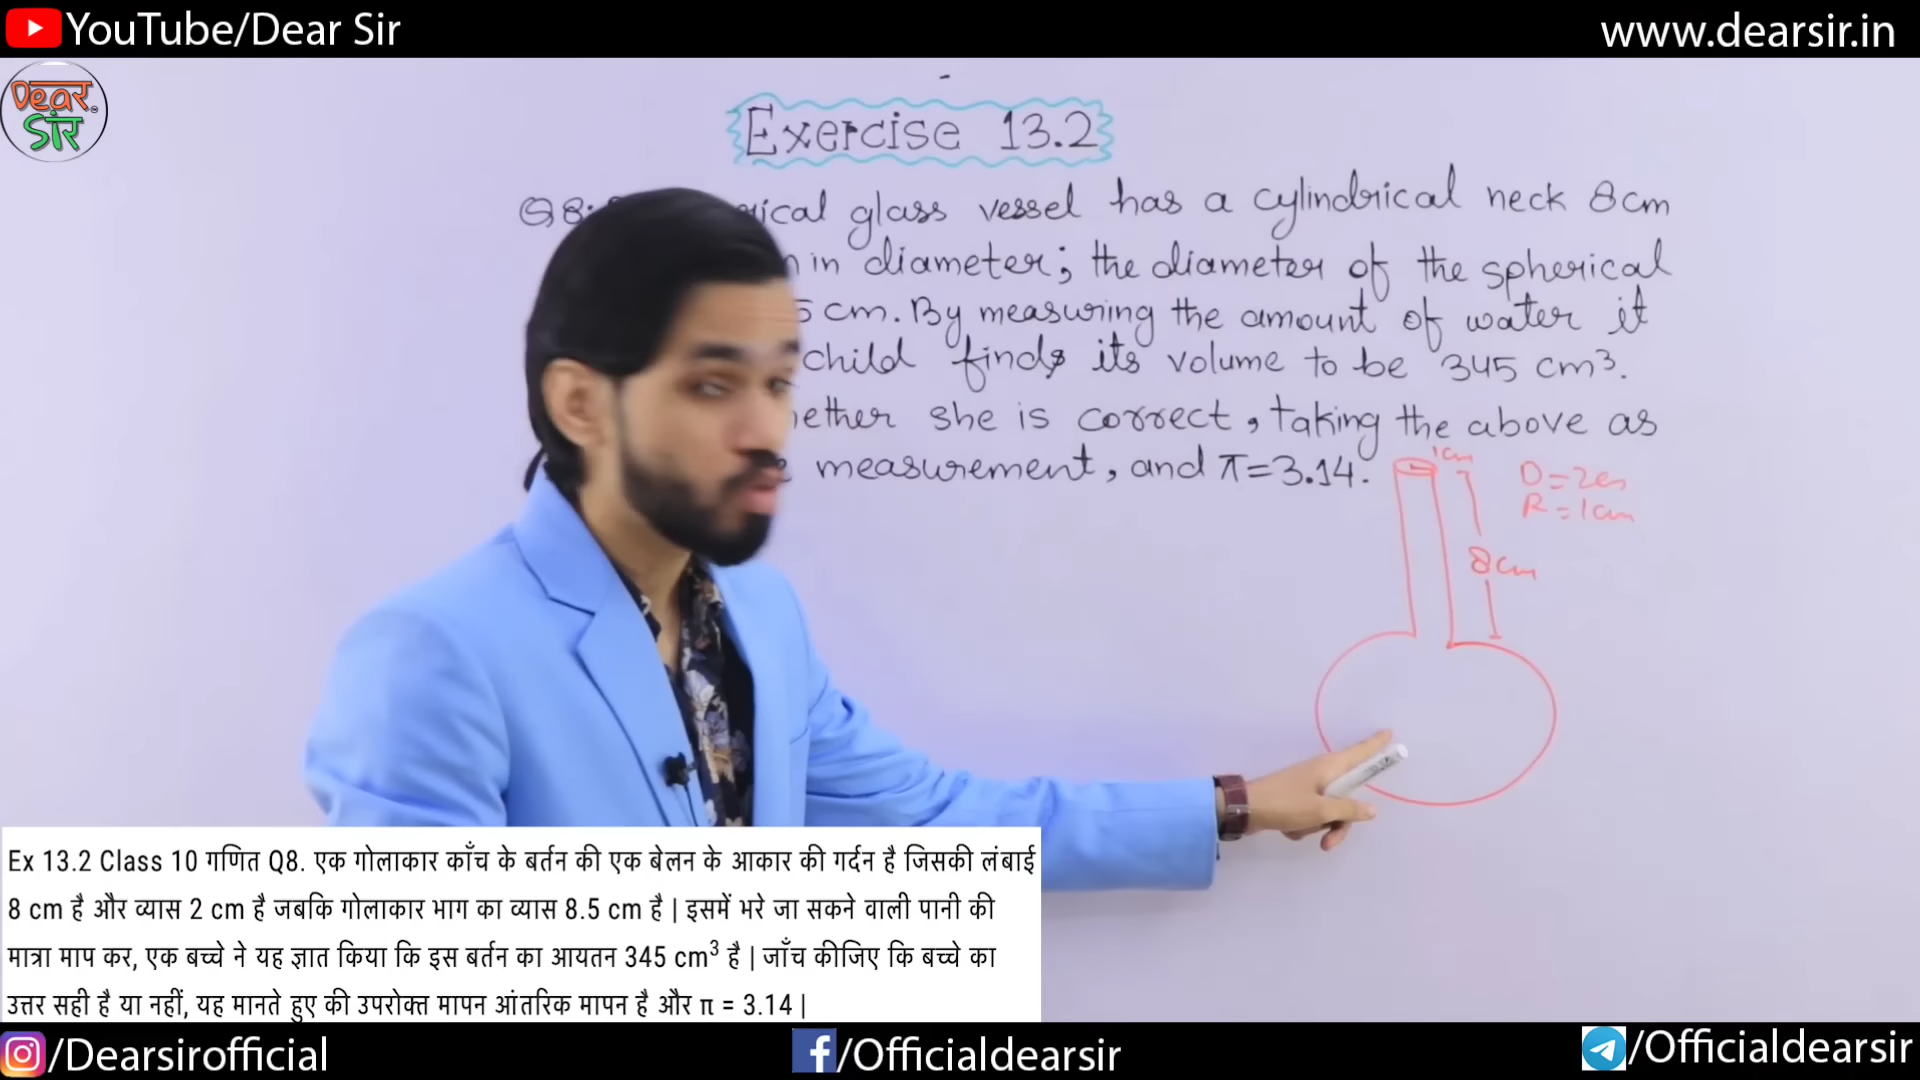 YouTube/Dear Sir
www.dearsir.in
Dear
सर
Exercise 13.2
Q8. rical glass vessel has a cylindrical neck 8cm
in diameter; the diameter of the spherical
5 cm. By measuring the amount of water it
child finds its volume to be 345 cm³.
ether she is correct, taking the above as
measurement, and π=3.14.
1cm
D=2cm
R=1cm
8cm
Ex 13.2 Class 10 गणित Q8. एक गोलाकार काँच के बर्तन की एक बेलन के आकार की गर्दन है जिसकी लंबाई
8 cm है और व्यास 2 cm है जबकि गोलाकार भाग का व्यास 8.5 cm है | इसमें भरे जा सकने वाली पानी की
मात्रा माप कर, एक बच्चे ने यह ज्ञात किया कि इस बर्तन का आयतन 345 cm³ है | जाँच कीजिए कि बच्चे का
उत्तर सही है या नहीं, यह मानते हुए की उपरोक्त मापन आंतरिक मापन है और π = 3.14 |
/Dearsirofficial
/Officialdearsir
/Officialdearsir